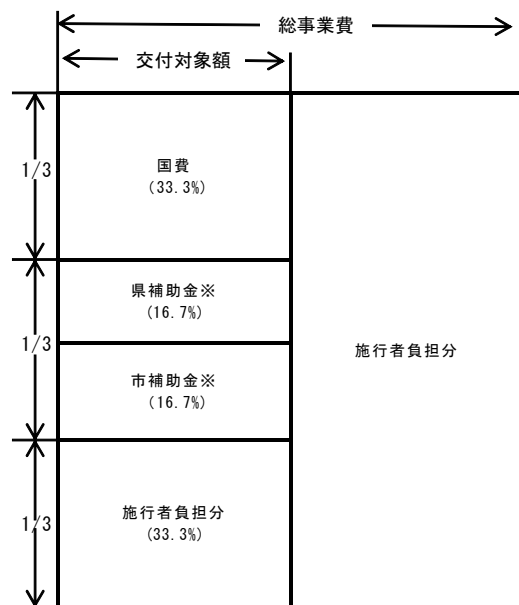 総事業費
交付対象額
1/3
国費
(33.3%)
1/3
県補助金※
(16.7%)
市補助金※
(16.7%)
施行者負担分
1/3
施行者負担分
(33.3%)